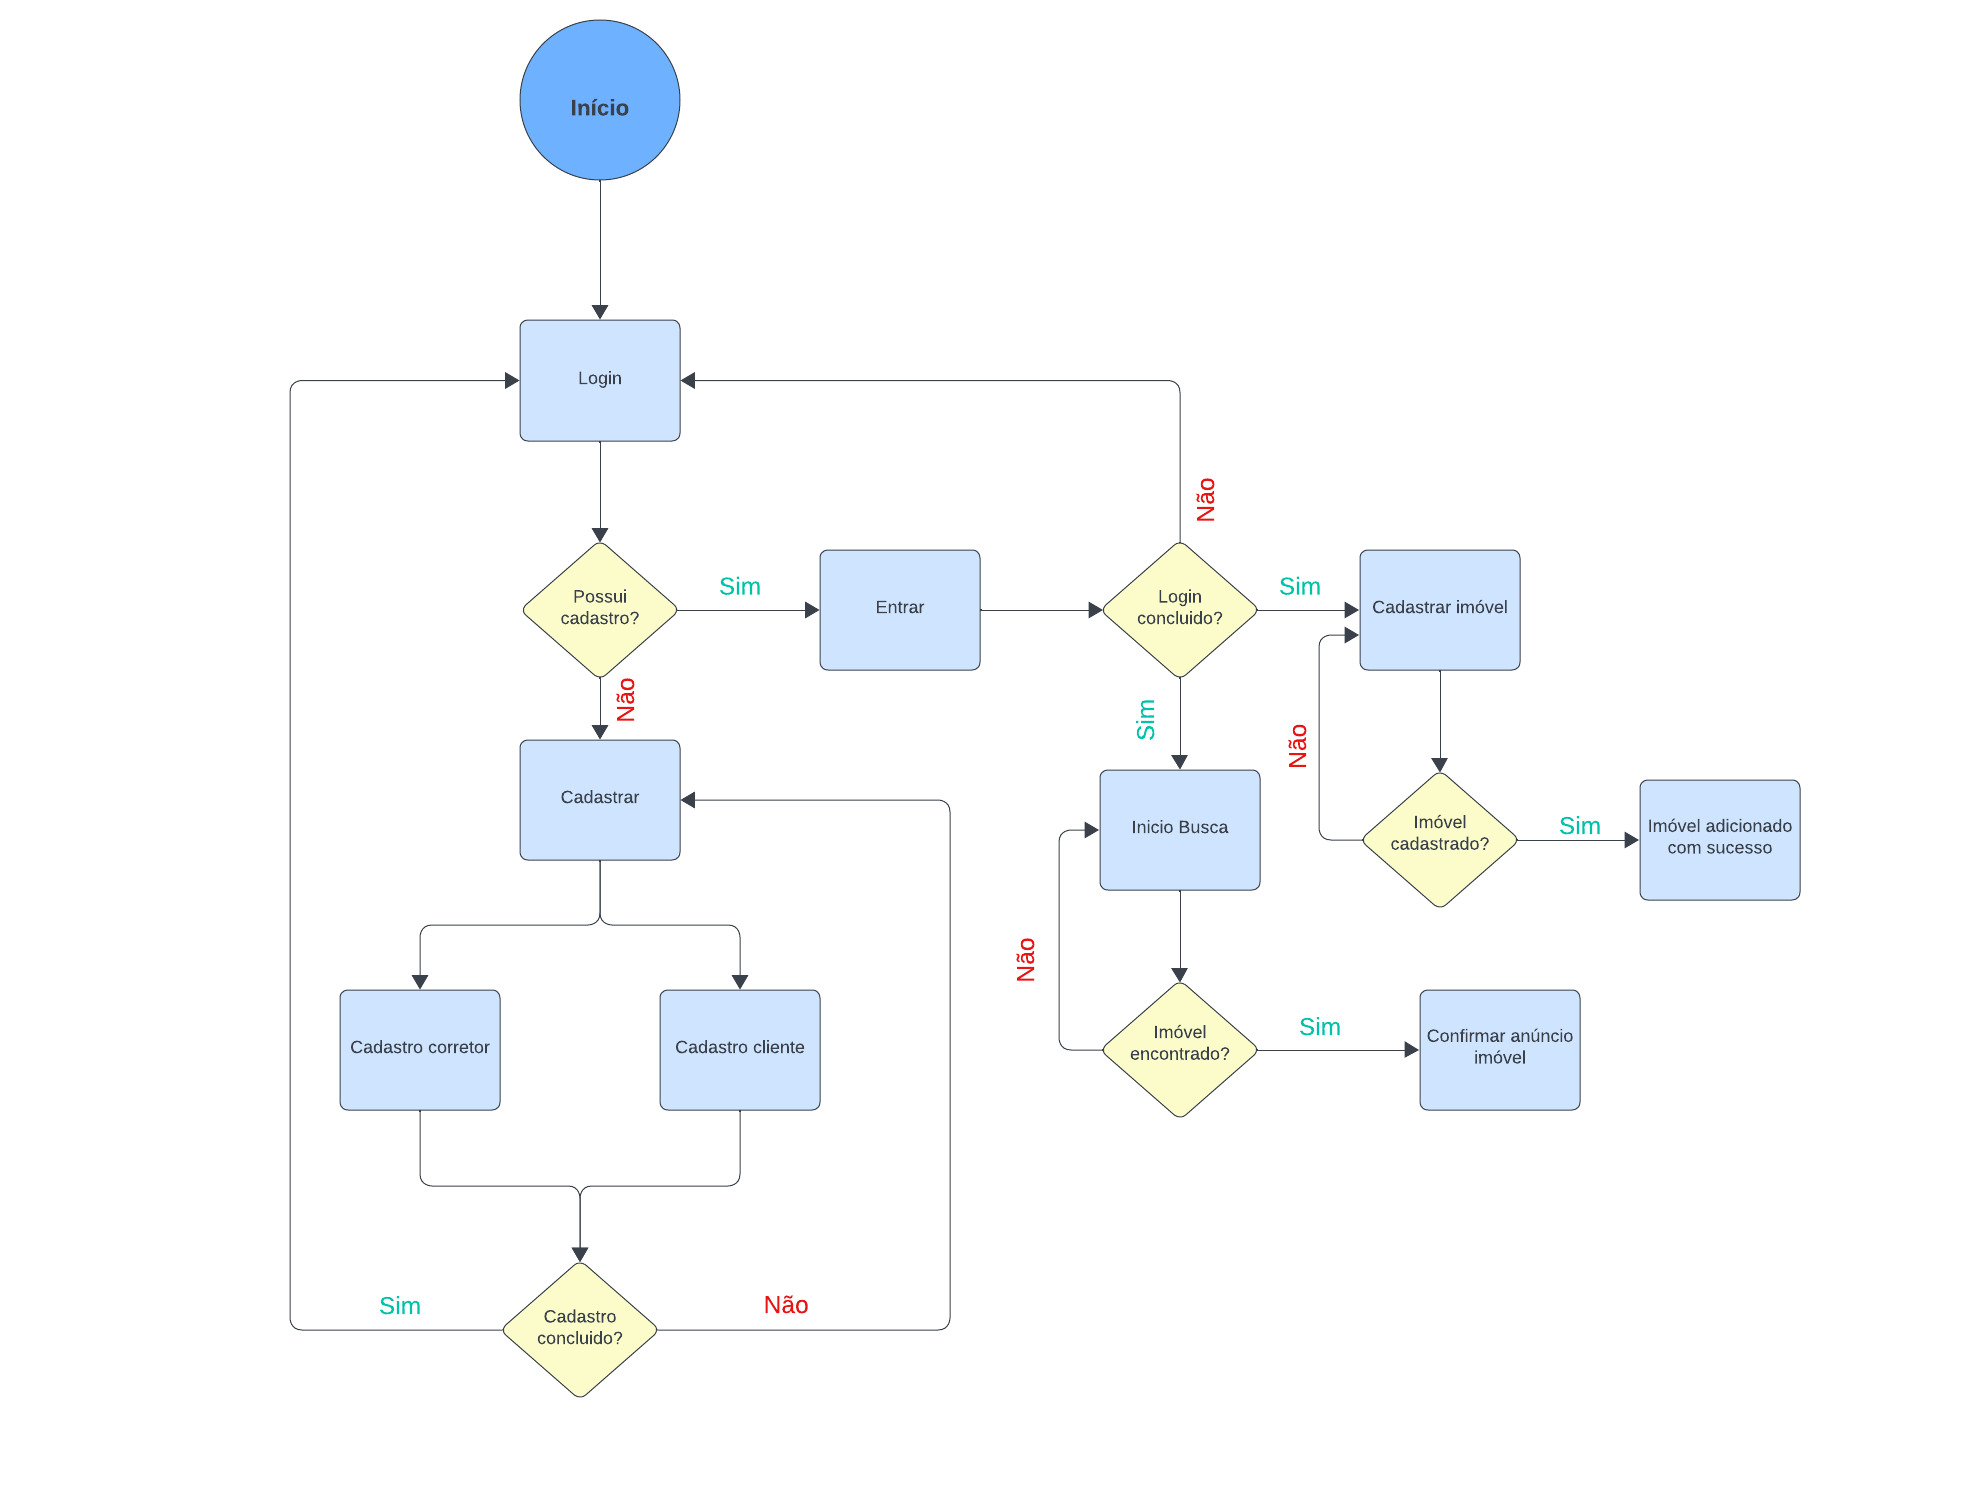 Início
Login
Não
Possui
cadastro?
Sim
Entrar
Login
concluido?
Sim
Cadastrar imóvel
Não
Sim
Não
Cadastrar
Inicio Busca
Imóvel
cadastrado?
Sim
Imóvel adicionado
com sucesso
Não
Cadastro corretor
Cadastro cliente
Imóvel
encontrado?
Sim
Confirmar anúncio
imóvel
Sim
Cadastro
concluido?
Não